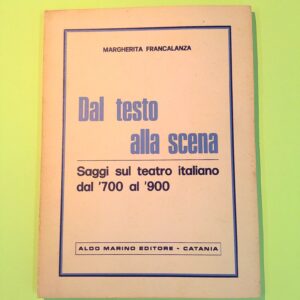 MARGHERITA FRANCALANZA
Dal testo
alla scena
Saggi sul teatro italiano
dal '700 al '900
ALDO MARINO EDITORE - CATANIA